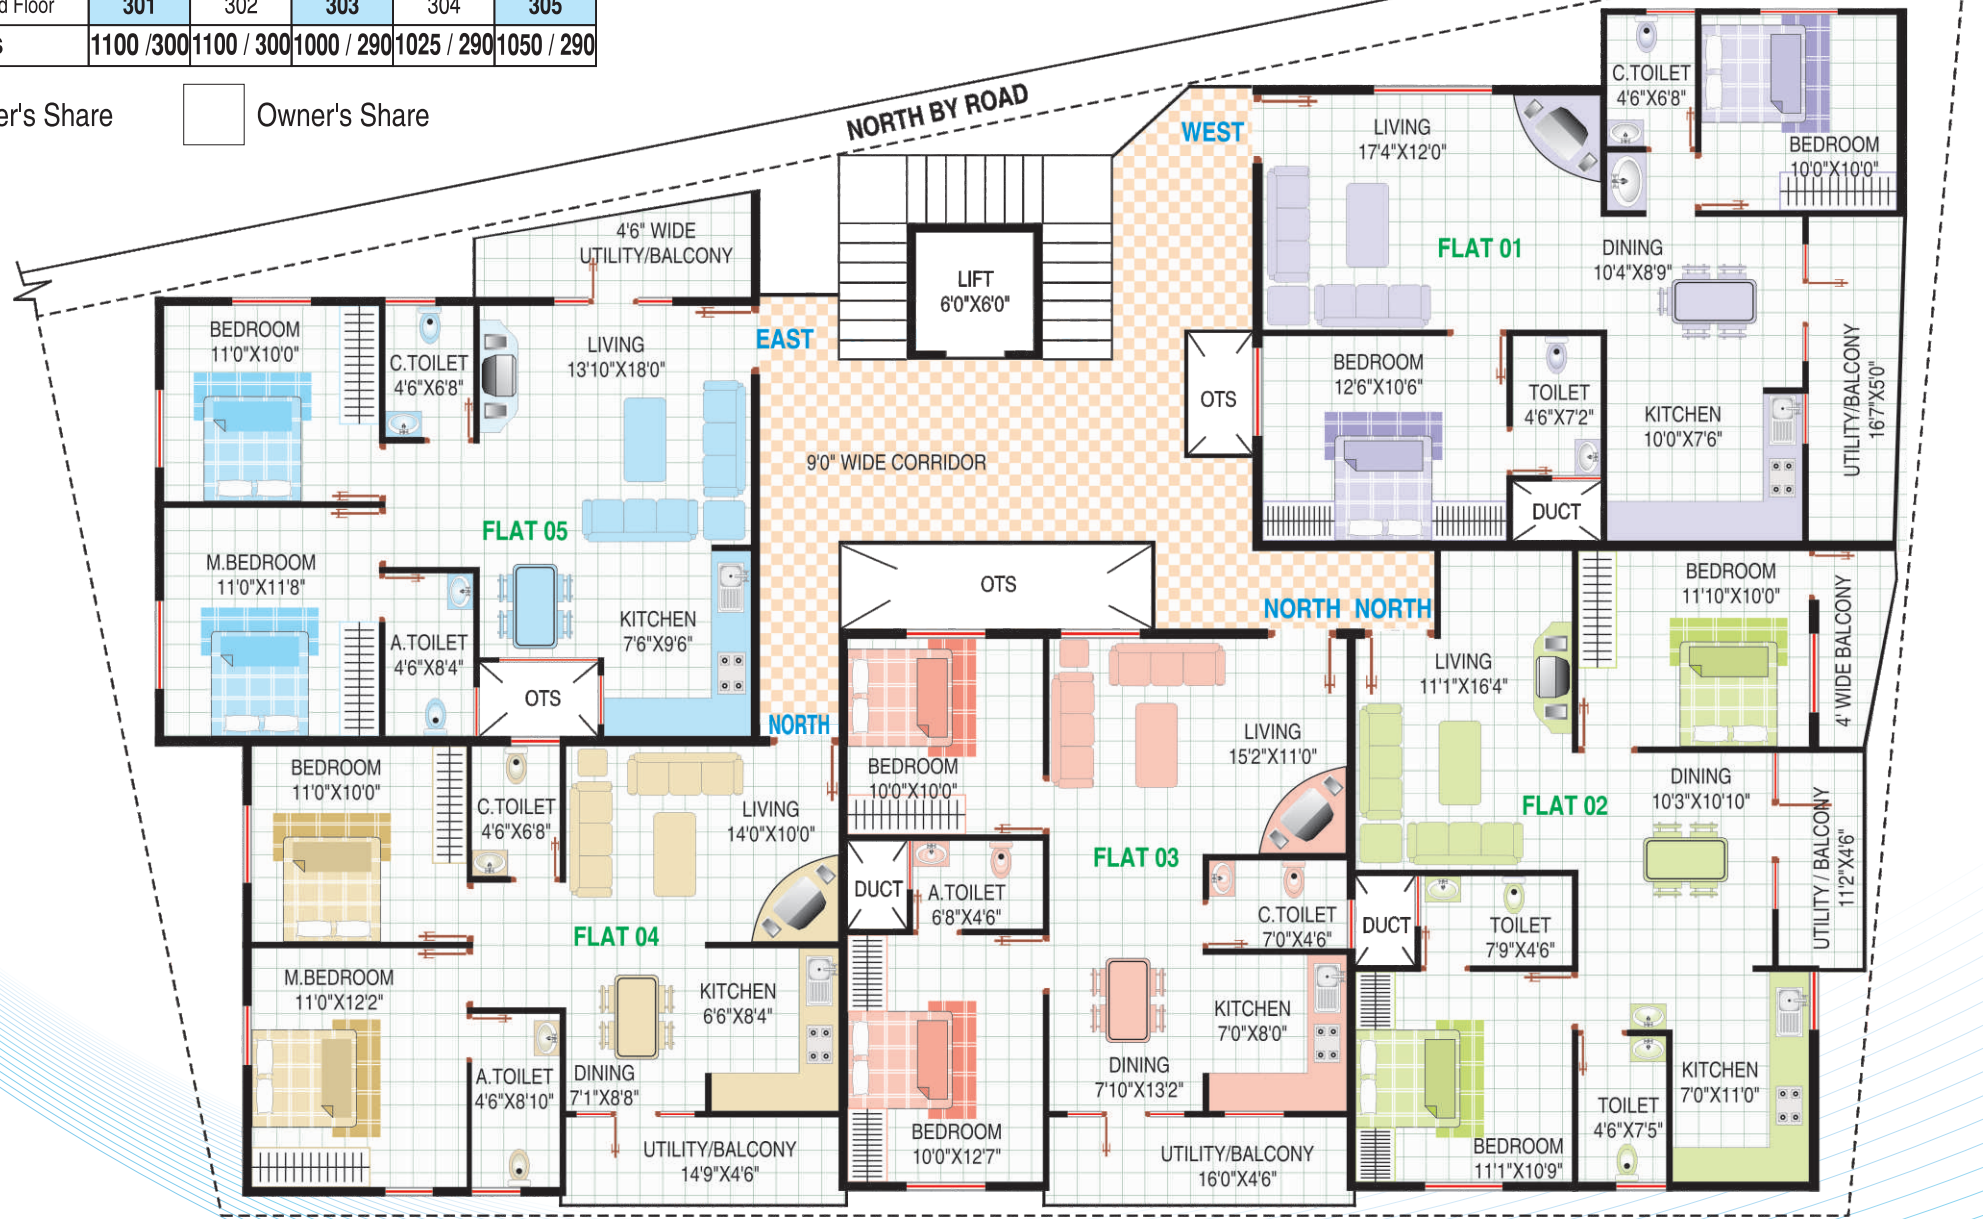 d Floor 301 302 303 304 305
1100 /300 1100 / 300 1000 / 290 1025 / 290 1050 / 290
er's Share
Owner's Share
NORTH BY ROAD
WEST
LIVING
17'4"X12'0"
C.TOILET
4'6"X6'8"
BEDROOM
10'0"X10'0"
FLAT 01
DINING
10'4"X8'9"
UTILITY/BALCONY
16'7"X5'0"
BEDROOM
12'6"X10'6"
TOILET
4'6"X7'2"
KITCHEN
10'0"X7'6"
DUCT
OTS
LIFT
6'0"X6'0"
4'6" WIDE
UTILITY/BALCONY
EAST
BEDROOM
11'0"X10'0"
C.TOILET
4'6"X6'8"
LIVING
13'10"X18'0"
9'0" WIDE CORRIDOR
FLAT 05
M.BEDROOM
11'0"X11'8"
A.TOILET
4'6"X8'4"
KITCHEN
7'6"X9'6"
OTS
OTS
NORTH
NORTH NORTH
BEDROOM
11'10"X10'0"
4' WIDE BALCONY
LIVING
11'1"X16'4"
DINING
10'3"X10'10"
FLAT 02
UTILITY / BALCONY
11'2"X4'6"
DUCT
TOILET
7'9"X4'6"
KITCHEN
7'0"X11'0"
TOILET
4'6"X7'5"
BEDROOM
11'1"X10'9"
BEDROOM
10'0"X10'0"
LIVING
15'2"X11'0"
FLAT 03
DUCT
A.TOILET
6'8"X4'6"
C.TOILET
7'0"X4'6"
KITCHEN
7'0"X8'0"
DINING
7'10"X13'2"
BEDROOM
10'0"X12'7"
UTILITY/BALCONY
16'0"X4'6"
BEDROOM
11'0"X10'0"
C.TOILET
4'6"X6'8"
LIVING
14'0"X10'0"
FLAT 04
M.BEDROOM
11'0"X12'2"
KITCHEN
6'6"X8'4"
A.TOILET
4'6"X8'10"
DINING
7'1"X8'8"
UTILITY/BALCONY
14'9"X4'6"